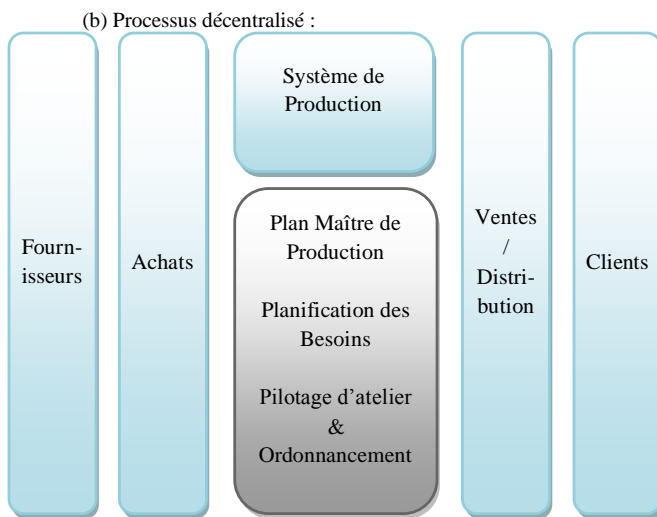 (b) Processus décentralisé :
Fourn-
isseurs
Achats
Système de
Production
Plan Maître de
Production
Planification des
Besoins
Pilotage d'atelier
&
Ordonnancement
Ventes
/
Distri-
bution
Clients